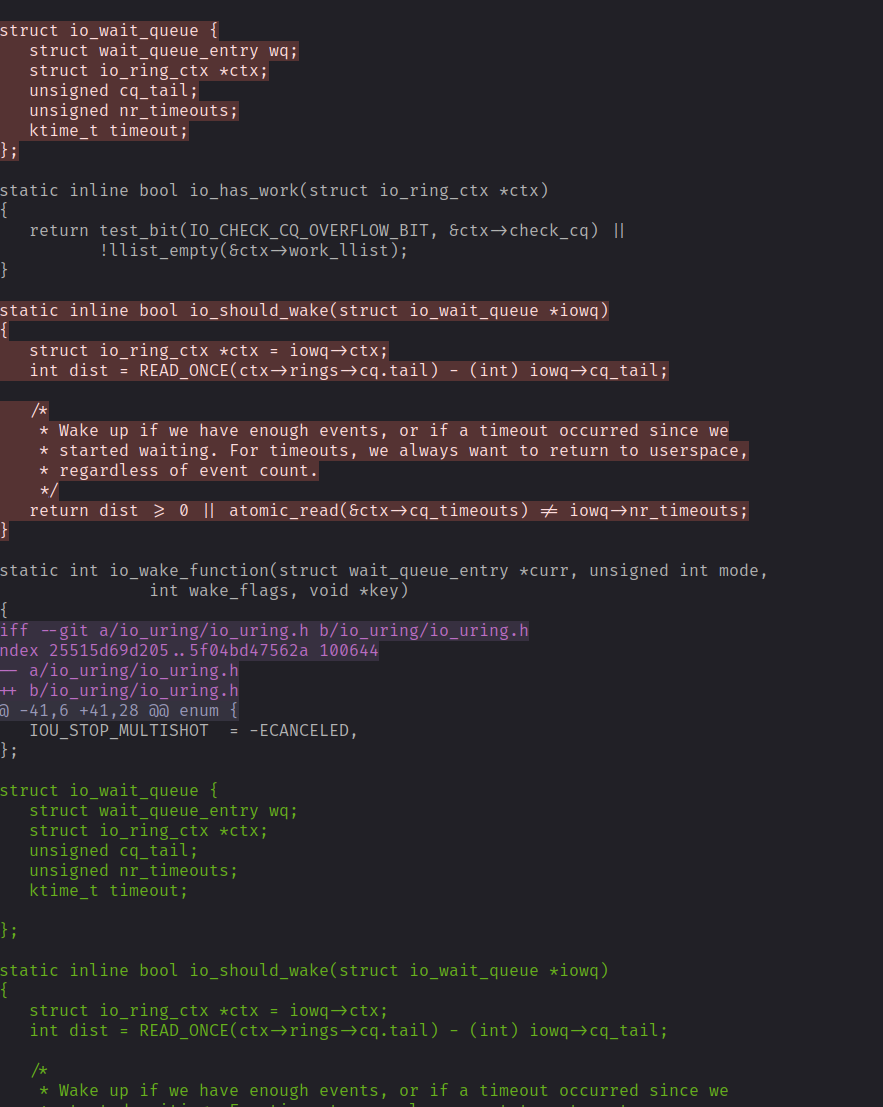 struct io_wait_queue {
   struct wait_queue_entry wq;
   struct io_ring_ctx *ctx;
   unsigned cq_tail;
   unsigned nr_timeouts;
   ktime_t timeout;
};
static inline bool io_has_work(struct io_ring_ctx *ctx)
{
   return test_bit(IO_CHECK_CQ_OVERFLOW_BIT, &ctx->check_cq) ||
          !llist_empty(&ctx->work_llist);
}
static inline bool io_should_wake(struct io_wait_queue *iowq)
{
   struct io_ring_ctx *ctx = iowq->ctx;
   int dist = READ_ONCE(ctx->rings->cq.tail) - (int) iowq->cq_tail;
   /*
    * Wake up if we have enough events, or if a timeout occurred since we
    * started waiting. For timeouts, we always want to return to userspace,
    * regardless of event count.
    */
   return dist >= 0 || atomic_read(&ctx->cq_timeouts) != iowq->nr_timeouts;
}
static int io_wake_function(struct wait_queue_entry *curr, unsigned int mode,
               int wake_flags, void *key)
{
iff --git a/io_uring/io_uring.h b/io_uring/io_uring.h
ndex 25515d69d205..5f04bd47562a 100644
-- a/io_uring/io_uring.h
++ b/io_uring/io_uring.h
@ -41,6 +41,28 @@ enum {
   IOU_STOP_MULTISHOT  = -ECANCELED,
};
struct io_wait_queue {
   struct wait_queue_entry wq;
   struct io_ring_ctx *ctx;
   unsigned cq_tail;
   unsigned nr_timeouts;
   ktime_t timeout;
};
static inline bool io_should_wake(struct io_wait_queue *iowq)
{
   struct io_ring_ctx *ctx = iowq->ctx;
   int dist = READ_ONCE(ctx->rings->cq.tail) - (int) iowq->cq_tail;
   /*
    * Wake up if we have enough events, or if a timeout occurred since we